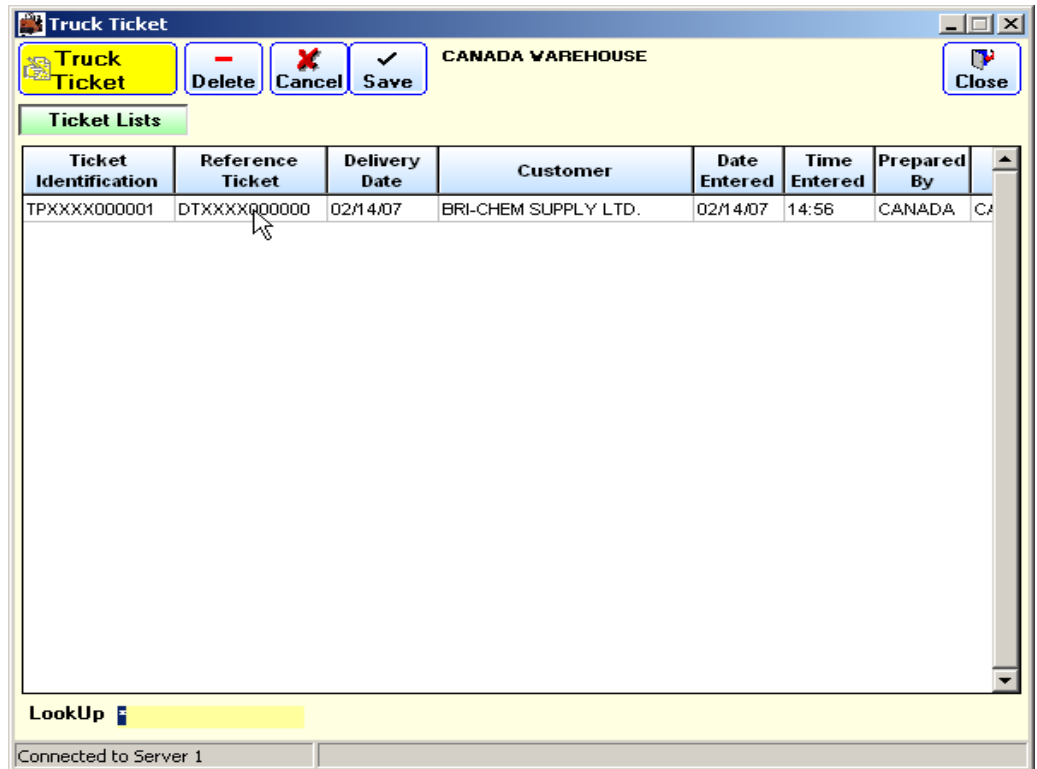 Truck Ticket
Truck Ticket
Delete
Cancel
Save
CANADA WAREHOUSE
Close
Ticket Lists
Ticket Identification
Reference Ticket
Delivery Date
Customer
Date Entered
Time Entered
Prepared By
TPXXXX000001 DTXXXX000000 02/14/07 BRI-CHEM SUPPLY LTD. 02/14/07 14:56 CANADA CA
LookUp *
Connected to Server 1